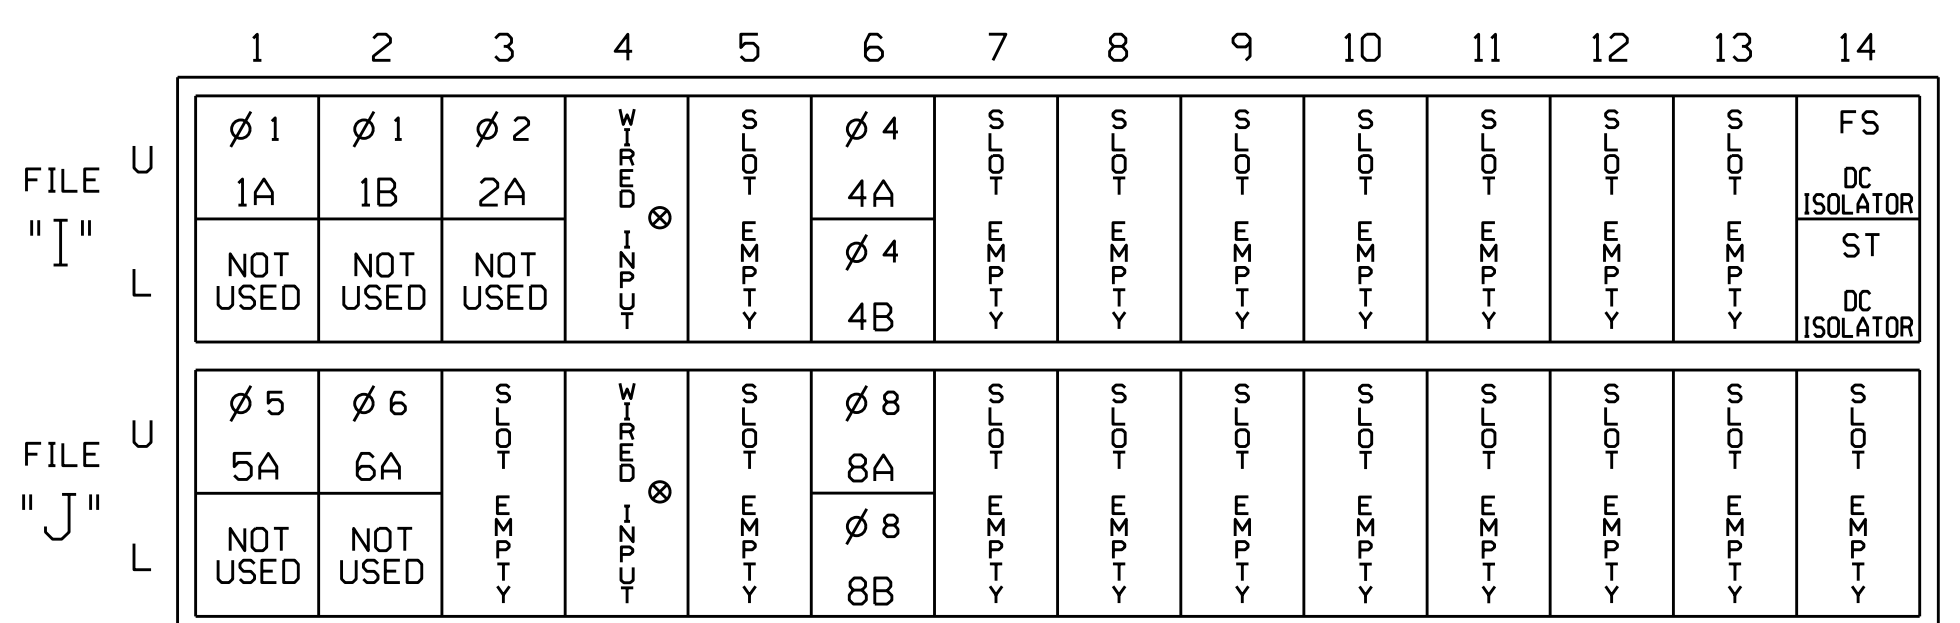 1 2 3 4 5 6 7 8 9 10 11 12 13 14
FILE "I"
U
L
Ø 1
1A
NOT
USED
Ø 1
1B
NOT
USED
Ø 2
2A
NOT
USED
WIRED INPUT
SLOT EMPTY
Ø 4
4A
Ø 4
4B
SLOT EMPTY
SLOT EMPTY
SLOT EMPTY
SLOT EMPTY
SLOT EMPTY
SLOT EMPTY
SLOT EMPTY
FS
DC
ISOLATOR
ST
DC
ISOLATOR
FILE "J"
U
L
Ø 5
5A
NOT
USED
Ø 6
6A
NOT
USED
SLOT EMPTY
WIRED INPUT
SLOT EMPTY
Ø 8
8A
Ø 8
8B
SLOT EMPTY
SLOT EMPTY
SLOT EMPTY
SLOT EMPTY
SLOT EMPTY
SLOT EMPTY
SLOT EMPTY
SLOT EMPTY